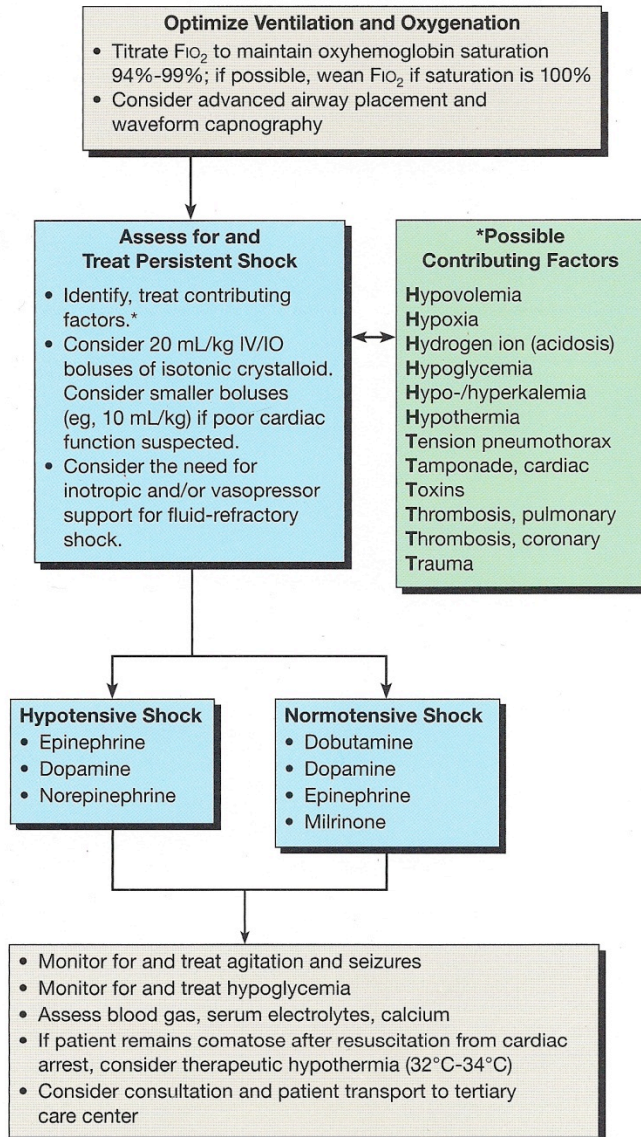 Optimize Ventilation and Oxygenation
• Titrate FIO2 to maintain oxyhemoglobin saturation
94%-99%; if possible, wean FIO2 if saturation is 100%
• Consider advanced airway placement and
waveform capnography
Assess for and
Treat Persistent Shock
• Identify, treat contributing
factors.*
• Consider 20 mL/kg IV/IO
boluses of isotonic crystalloid.
Consider smaller boluses
(eg, 10 mL/kg) if poor cardiac
function suspected.
• Consider the need for
inotropic and/or vasopressor
support for fluid-refractory
shock.
*Possible
Contributing Factors
Hypovolemia
Hypoxia
Hydrogen ion (acidosis)
Hypoglycemia
Hypo-/hyperkalemia
Hypothermia
Tension pneumothorax
Tamponade, cardiac
Toxins
Thrombosis, pulmonary
Thrombosis, coronary
Trauma
Hypotensive Shock
• Epinephrine
• Dopamine
• Norepinephrine
Normotensive Shock
• Dobutamine
• Dopamine
• Epinephrine
• Milrinone
• Monitor for and treat agitation and seizures
• Monitor for and treat hypoglycemia
• Assess blood gas, serum electrolytes, calcium
• If patient remains comatose after resuscitation from cardiac
arrest, consider therapeutic hypothermia (32°C-34°C)
• Consider consultation and patient transport to tertiary
care center